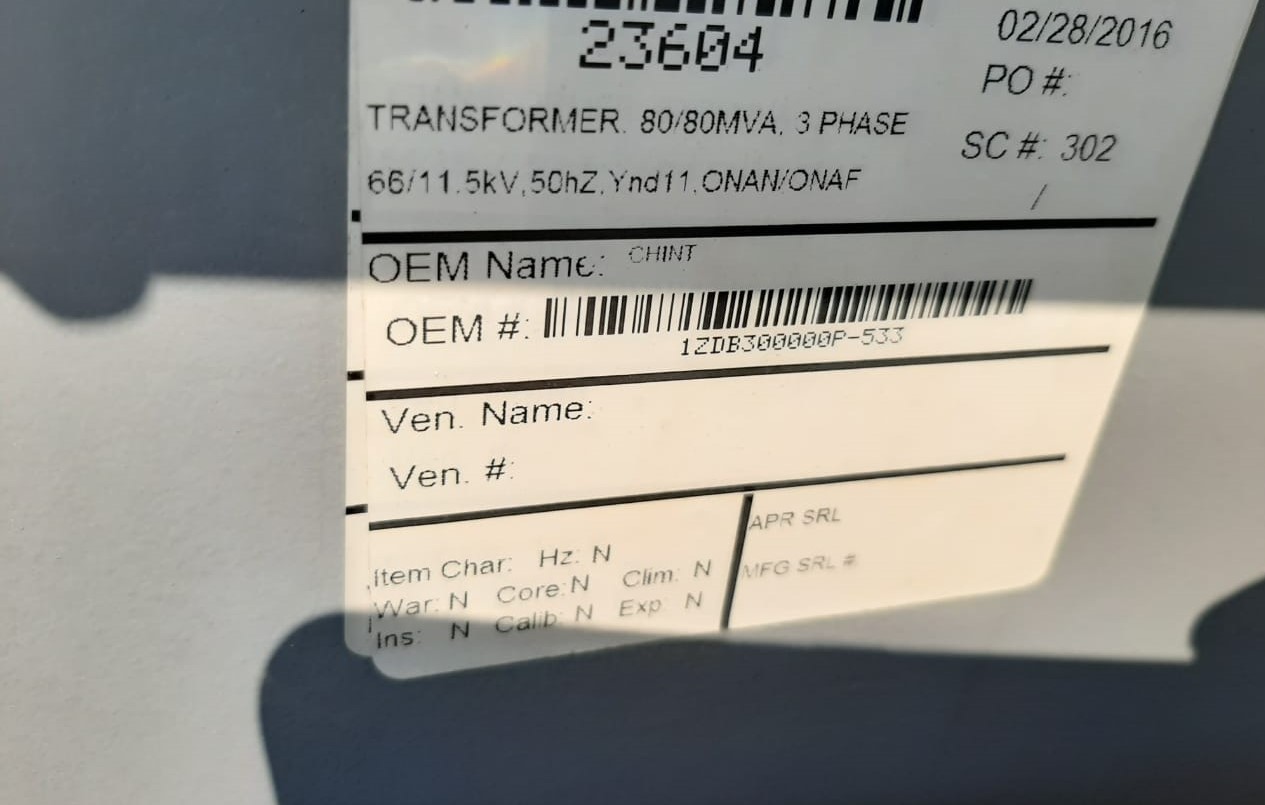 23604
02/28/2016
PO #:
TRANSFORMER. 80/80MVA, 3 PHASE
SC #: 302
66/11.5kV,50hZ,Ynd11,ONAN/ONAF
/
OEM Name: CHINT
OEM #:
1ZDB300000P-533
Ven. Name:
Ven. #:
Item Char: Hz: N
War: N Core:N Clim: N
Ins: N Calib: N Exp N
APR SRL
MFG SRL #